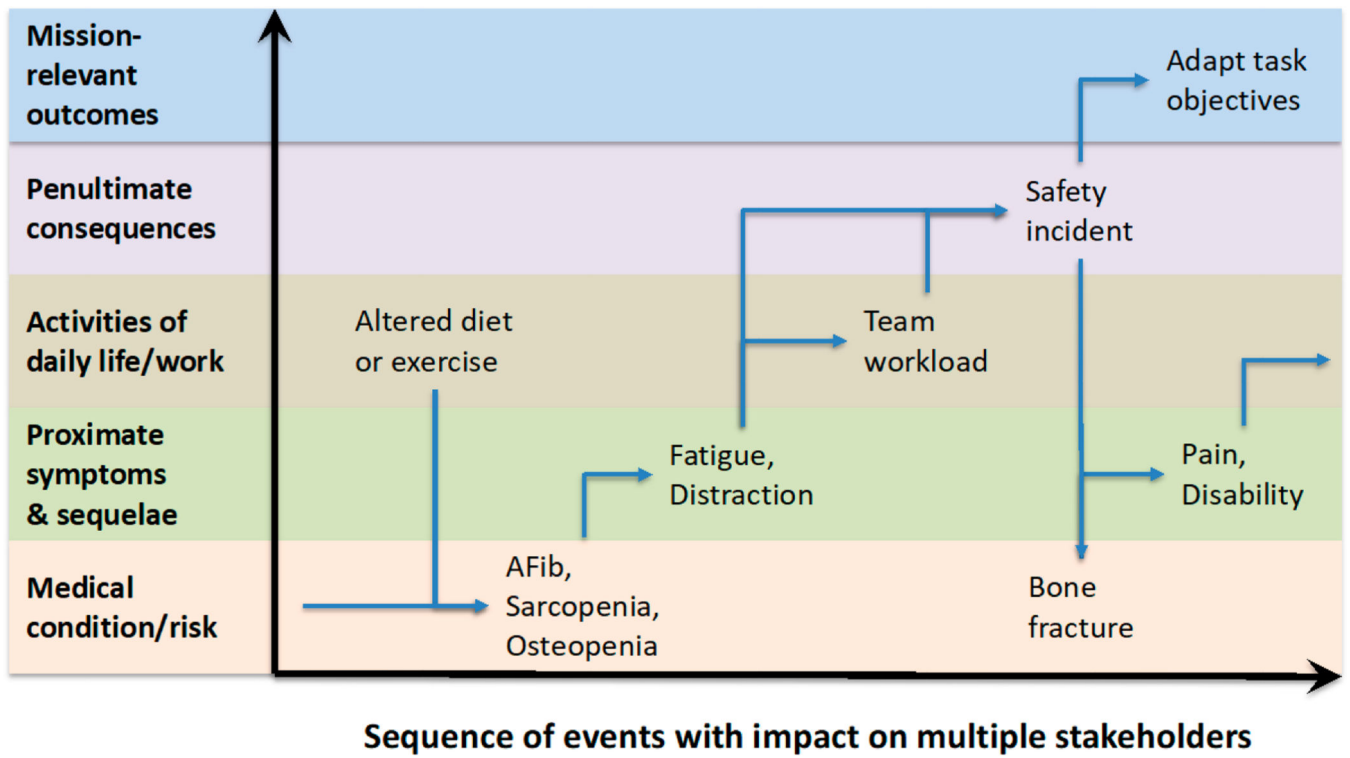 Mission-
relevant
outcomes
Adapt task
objectives
Penultimate
consequences
Safety
incident
Activities of
daily life/work
Altered diet
or exercise
Team
workload
Proximate
symptoms
& sequelae
Fatigue,
Distraction
Pain,
Disability
Medical
condition/risk
AFib,
Sarcopenia,
Osteopenia
Bone
fracture
Sequence of events with impact on multiple stakeholders